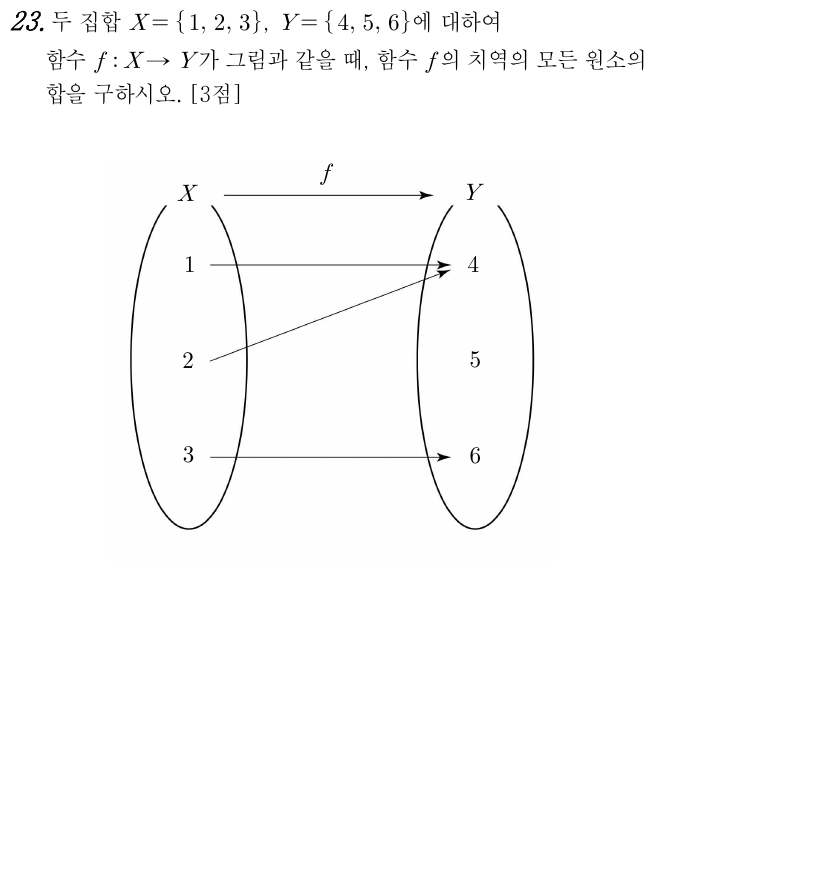 23. 두 집합 X = {1, 2, 3}, Y = {4, 5, 6}에 대하여
함수 f : X → Y가 그림과 같을 때, 함수 f의 치역의 모든 원소의
합을 구하시오. [3점]
f
X Y
1 4
2 5
3 6